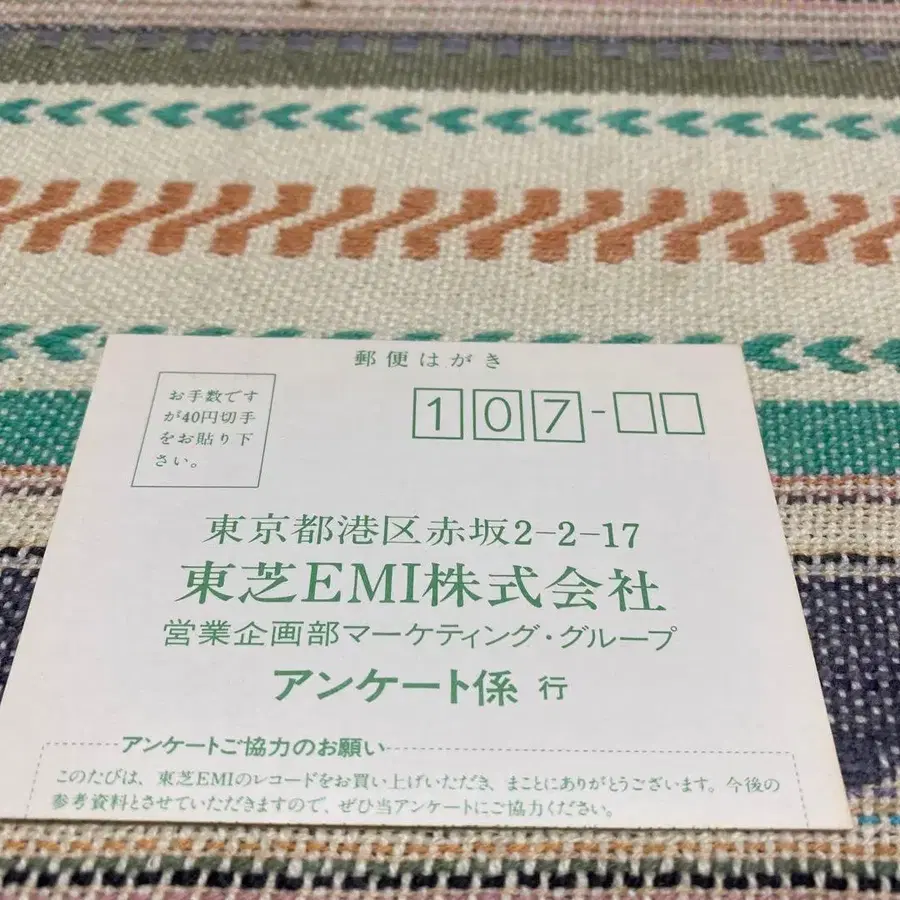 郵便はがき
お手数です
が40円切手
をお貼り下
さい。
107-
東京都港区赤坂2-2-17
東芝EMI株式会社
営業企画部マーケティング・グループ
アンケート係 行
アンケートご協力のお願い
このたびは、東芝EMIのレコードをお買い上げいただき、まことにありがとうございます。今後の
参考資料とさせていただきますので、ぜひ当アンケートにご協力ください。